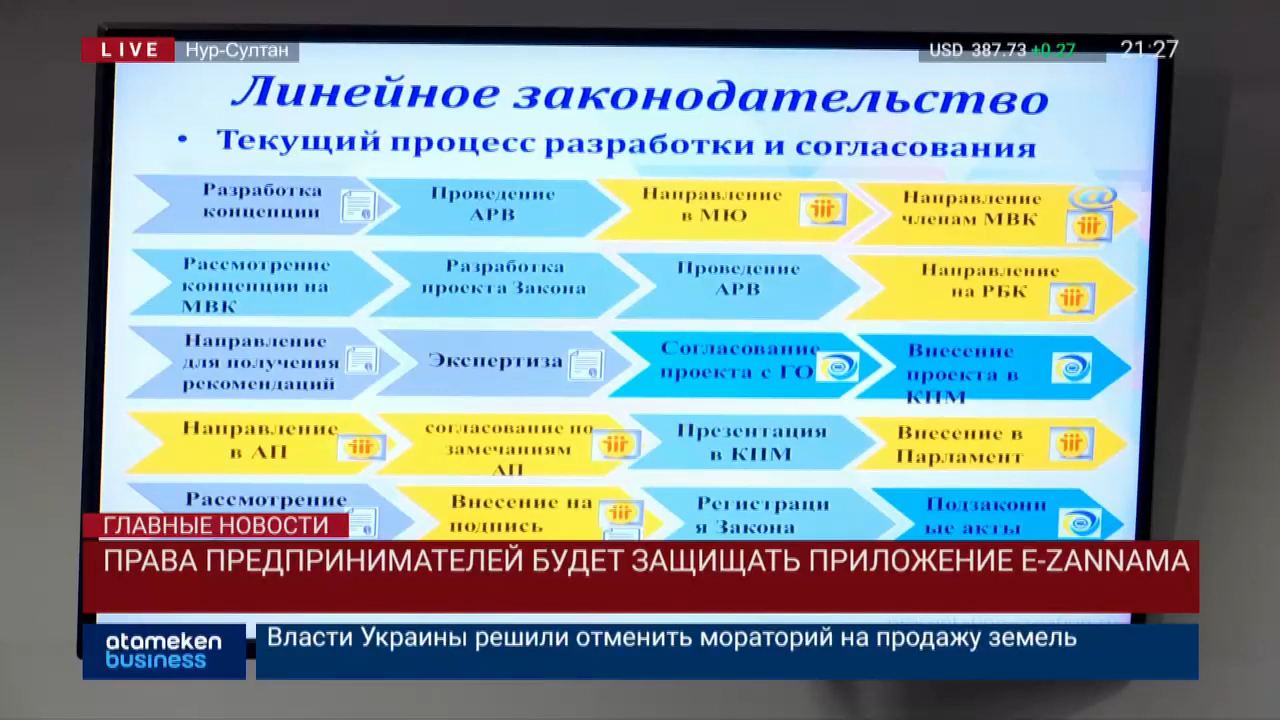 LIVE
Нур-Султан
USD 387.73 +0.27
21:27
Линейное законодательство
• Текущий процесс разработки и согласования
Разработка
концепции
Проведение
АРВ
Направление
в МЮ
Направление
членам МВК
Рассмотрение
концепции на
МВК
Разработка
проекта Закона
Проведение
АРВ
Направление
на РБК
Направление
для получения
рекомендаций
Экспертиза
Согласование
проекта с ГО
Внесение
проекта в
КПМ
Направление
в АП
согласование по
замечаниям
АП
Презентация
в КПМ
Внесение в
Парламент
Рассмотрение
Внесение на
подпись
Регистраци
я Закона
Подзаконн
ые акты
ГЛАВНЫЕ НОВОСТИ
ПРАВА ПРЕДПРИНИМАТЕЛЕЙ БУДЕТ ЗАЩИЩАТЬ ПРИЛОЖЕНИЕ E-ZANNAMA
atameken
business
Власти Украины решили отменить мораторий на продажу земель